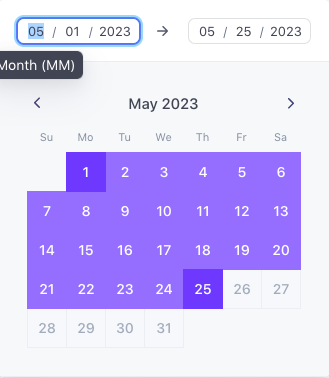 05 / 01 / 2023 → 05 / 25 / 2023
Month (MM)
May 2023
Su Mo Tu We Th Fr Sa
1 2 3 4 5 6
7 8 9 10 11 12 13
14 15 16 17 18 19 20
21 22 23 24 25 26 27
28 29 30 31